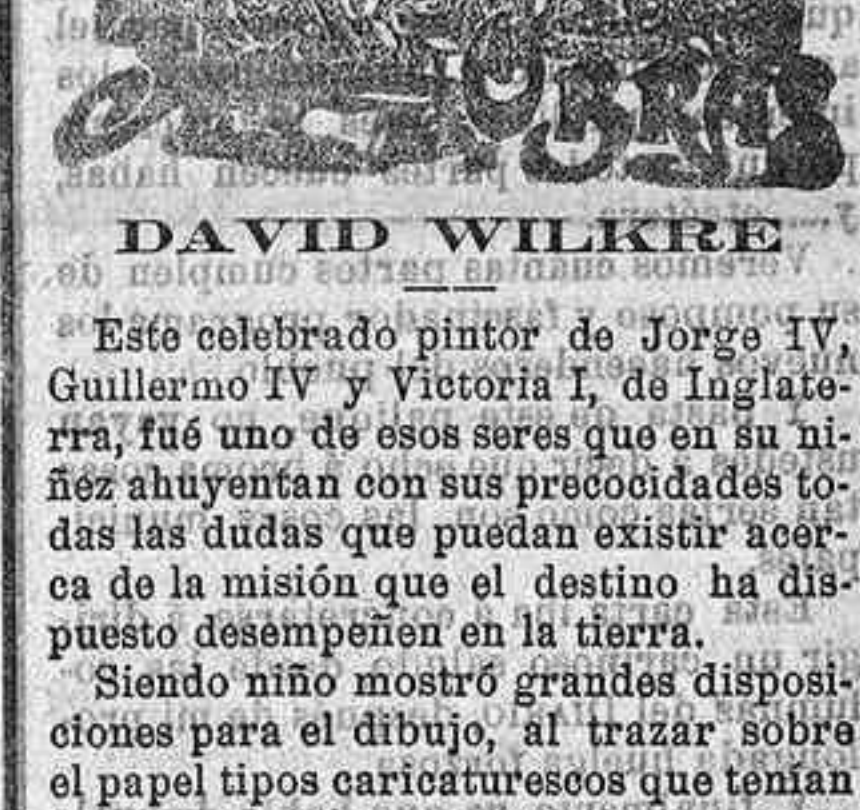 OBRAS
DAVID WILKRE
Este celebrado pintor de Jorge IV,
Guillermo IV y Victoria I, de Inglate-
rra, fué uno de esos seres que en su ni-
ñez ahuyentan con sus precocidades to-
das las dudas que puedan existir acer-
ca de la misión que el destino ha dis-
puesto desempeñen en la tierra.
Siendo niño mostró grandes disposi-
ciones para el dibujo, al trazar sobre
el papel tipos caricaturescos que tenían